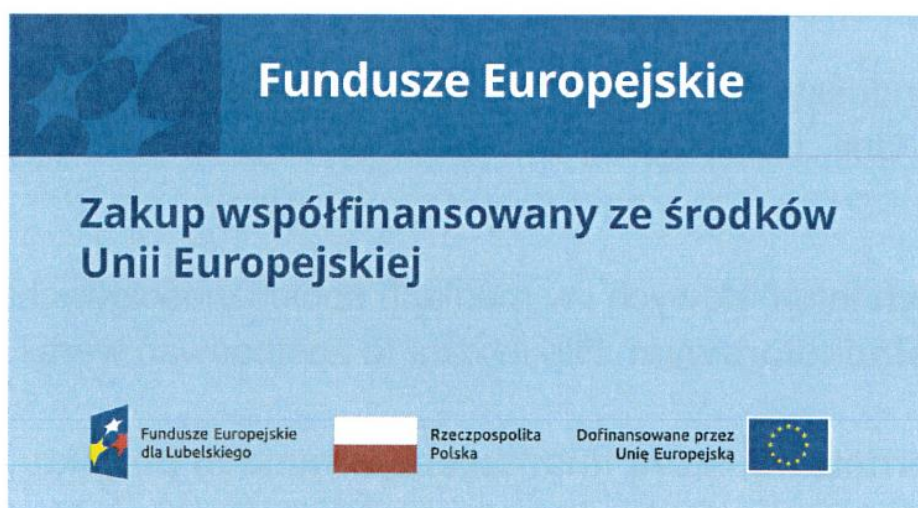 Fundusze Europejskie
Zakup współfinansowany ze środków
Unii Europejskiej
Fundusze Europejskie
dla Lubelskiego
Rzeczpospolita
Polska
Dofinansowane przez
Unię Europejską